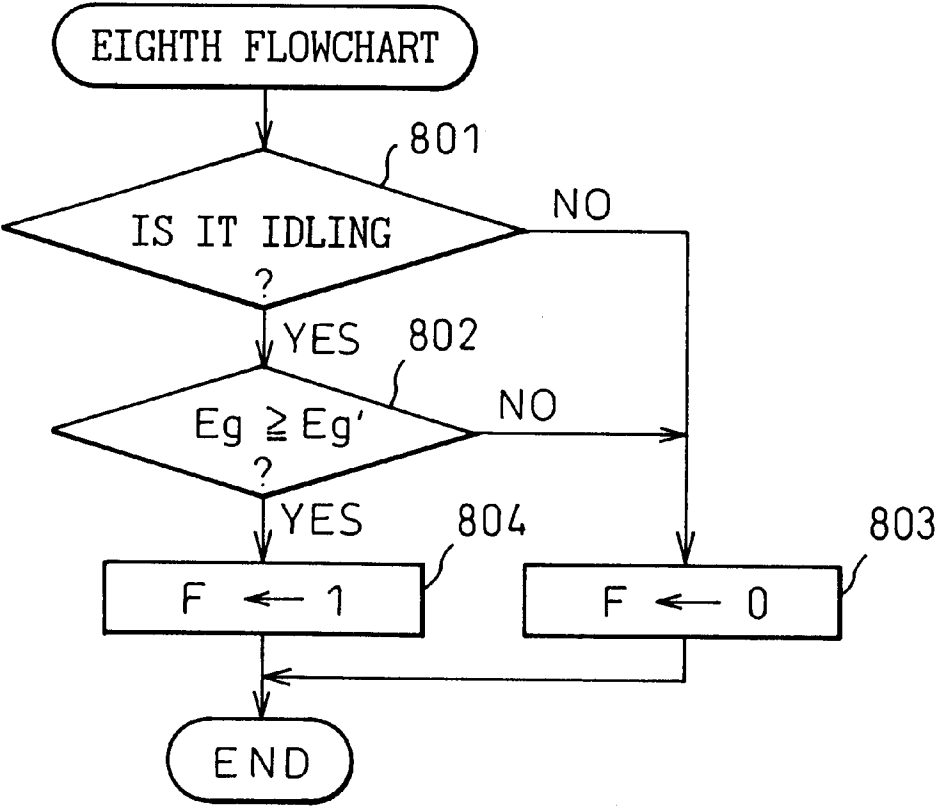 EIGHTH FLOWCHART
801
IS IT IDLING
?
NO
YES
802
Eg ≧ Eg'
?
NO
YES
804
F ← 1
803
F ← 0
END